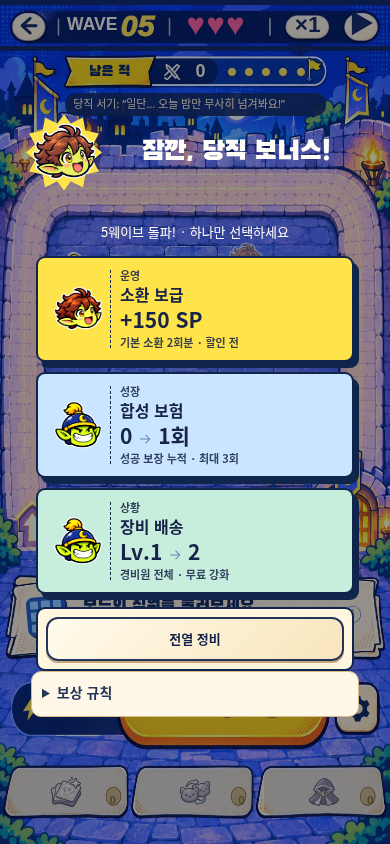 WAVE 05
×1
남은 적
0
당직 서기: “일단… 오늘 밤만 무사히 넘겨봐요!”
잠깐, 당직 보너스!
5웨이브 돌파! · 하나만 선택하세요
운영
소환 보급
+150 SP
기본 소환 2회분 · 할인 전
성장
합성 보험
0 → 1회
성공 보장 누적 · 최대 3회
상황
장비 배송
Lv.1 → 2
경비원 전체 · 무료 강화
전열 정비
▶ 보상 규칙